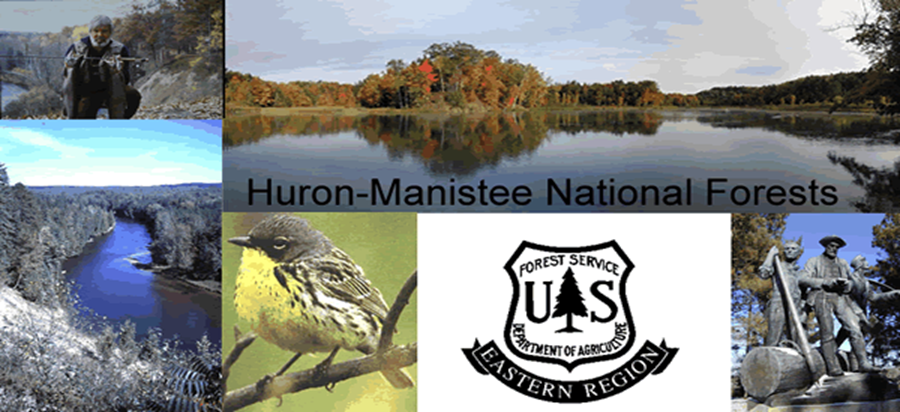 Huron-Manistee National Forests
FOREST SERVICE
U S
DEPARTMENT OF AGRICULTURE
EASTERN REGION